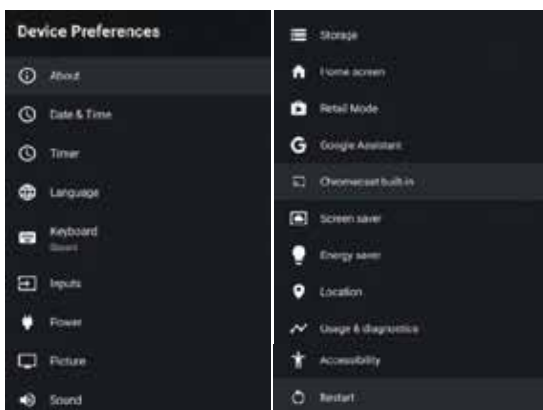 Device Preferences
About
Date & Time
Timer
Language
Keyboard
Inputs
Power
Picture
Sound
Storage
Home screen
Retail Mode
Google Assistant
Chromecast built-in
Screen saver
Energy saver
Location
Usage & diagnostics
Accessibility
Restart